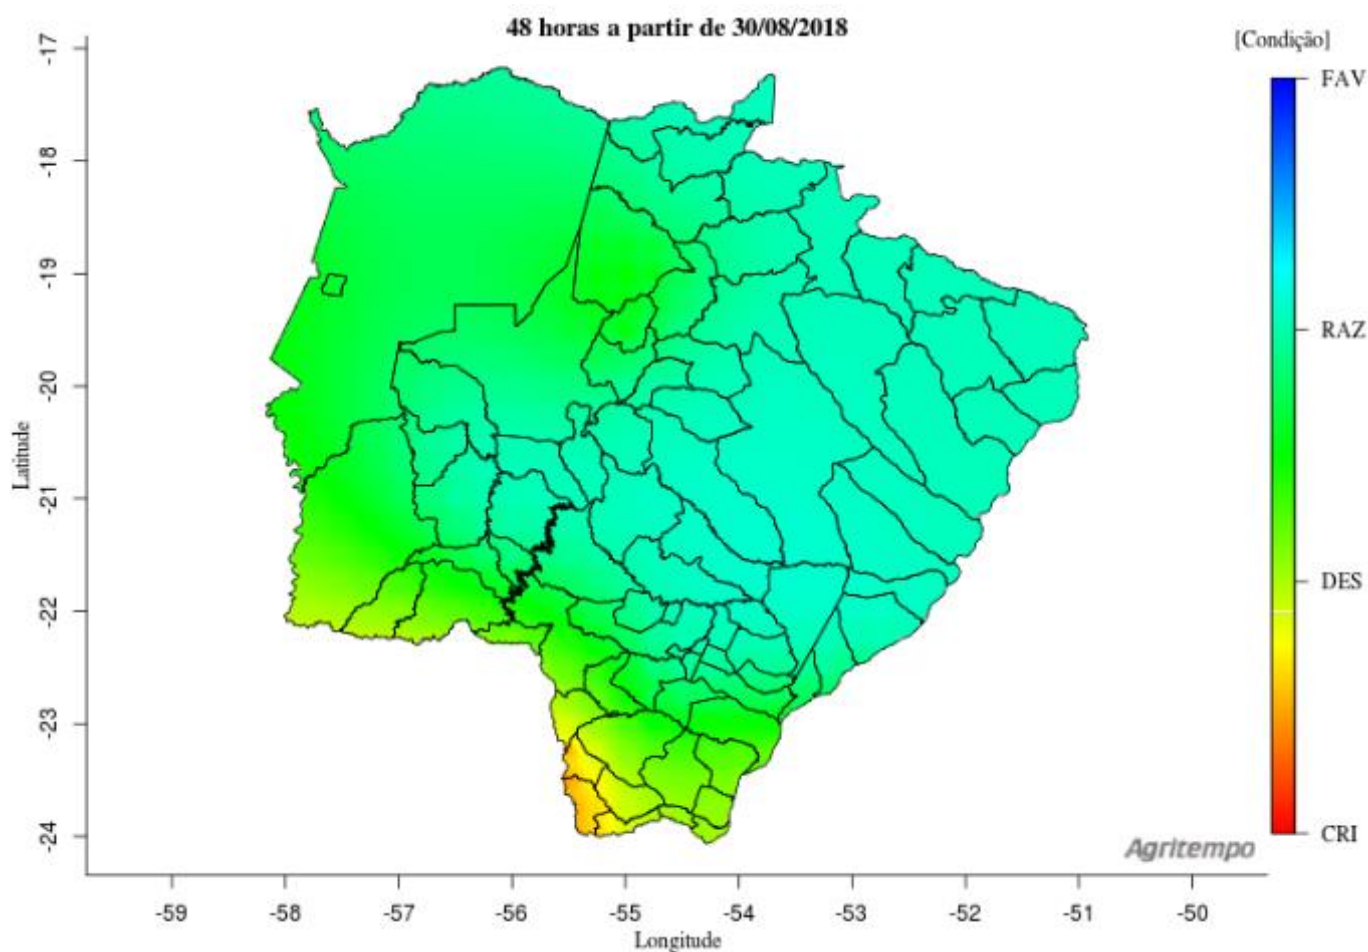 48 horas a partir de 30/08/2018
[Condição]
FAV
RAZ
DES
CRI
Latitude
-17
-18
-19
-20
-21
-22
-23
-24
Agritempo
-59 -58 -57 -56 -55 -54 -53 -52 -51 -50
Longitude